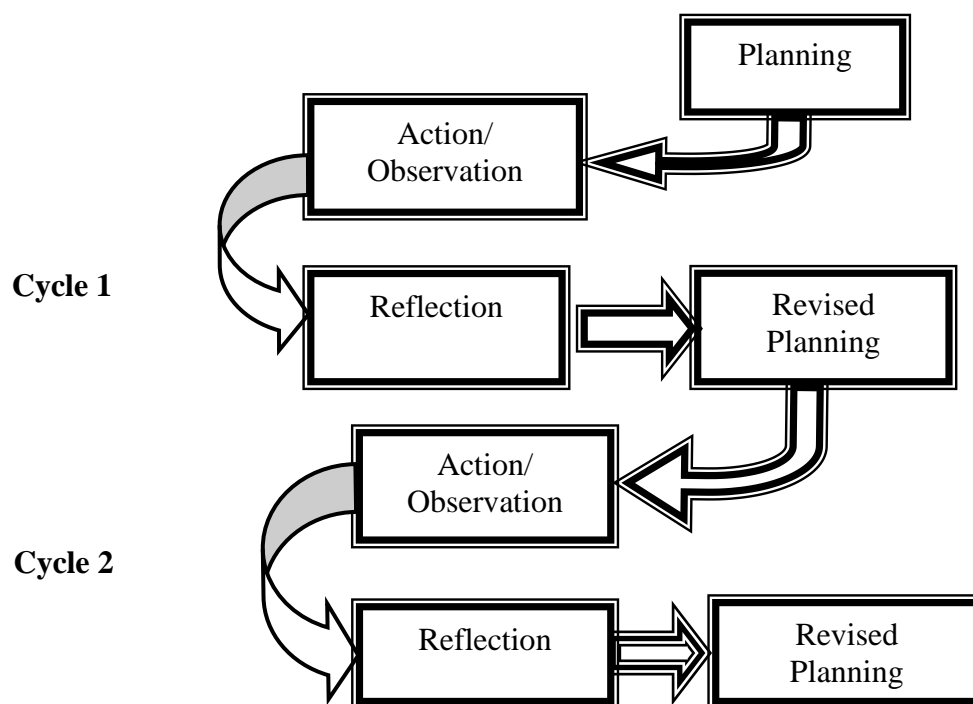 Planning
Action/
Observation
Cycle 1
Reflection
Revised
Planning
Action/
Observation
Cycle 2
Reflection
Revised
Planning